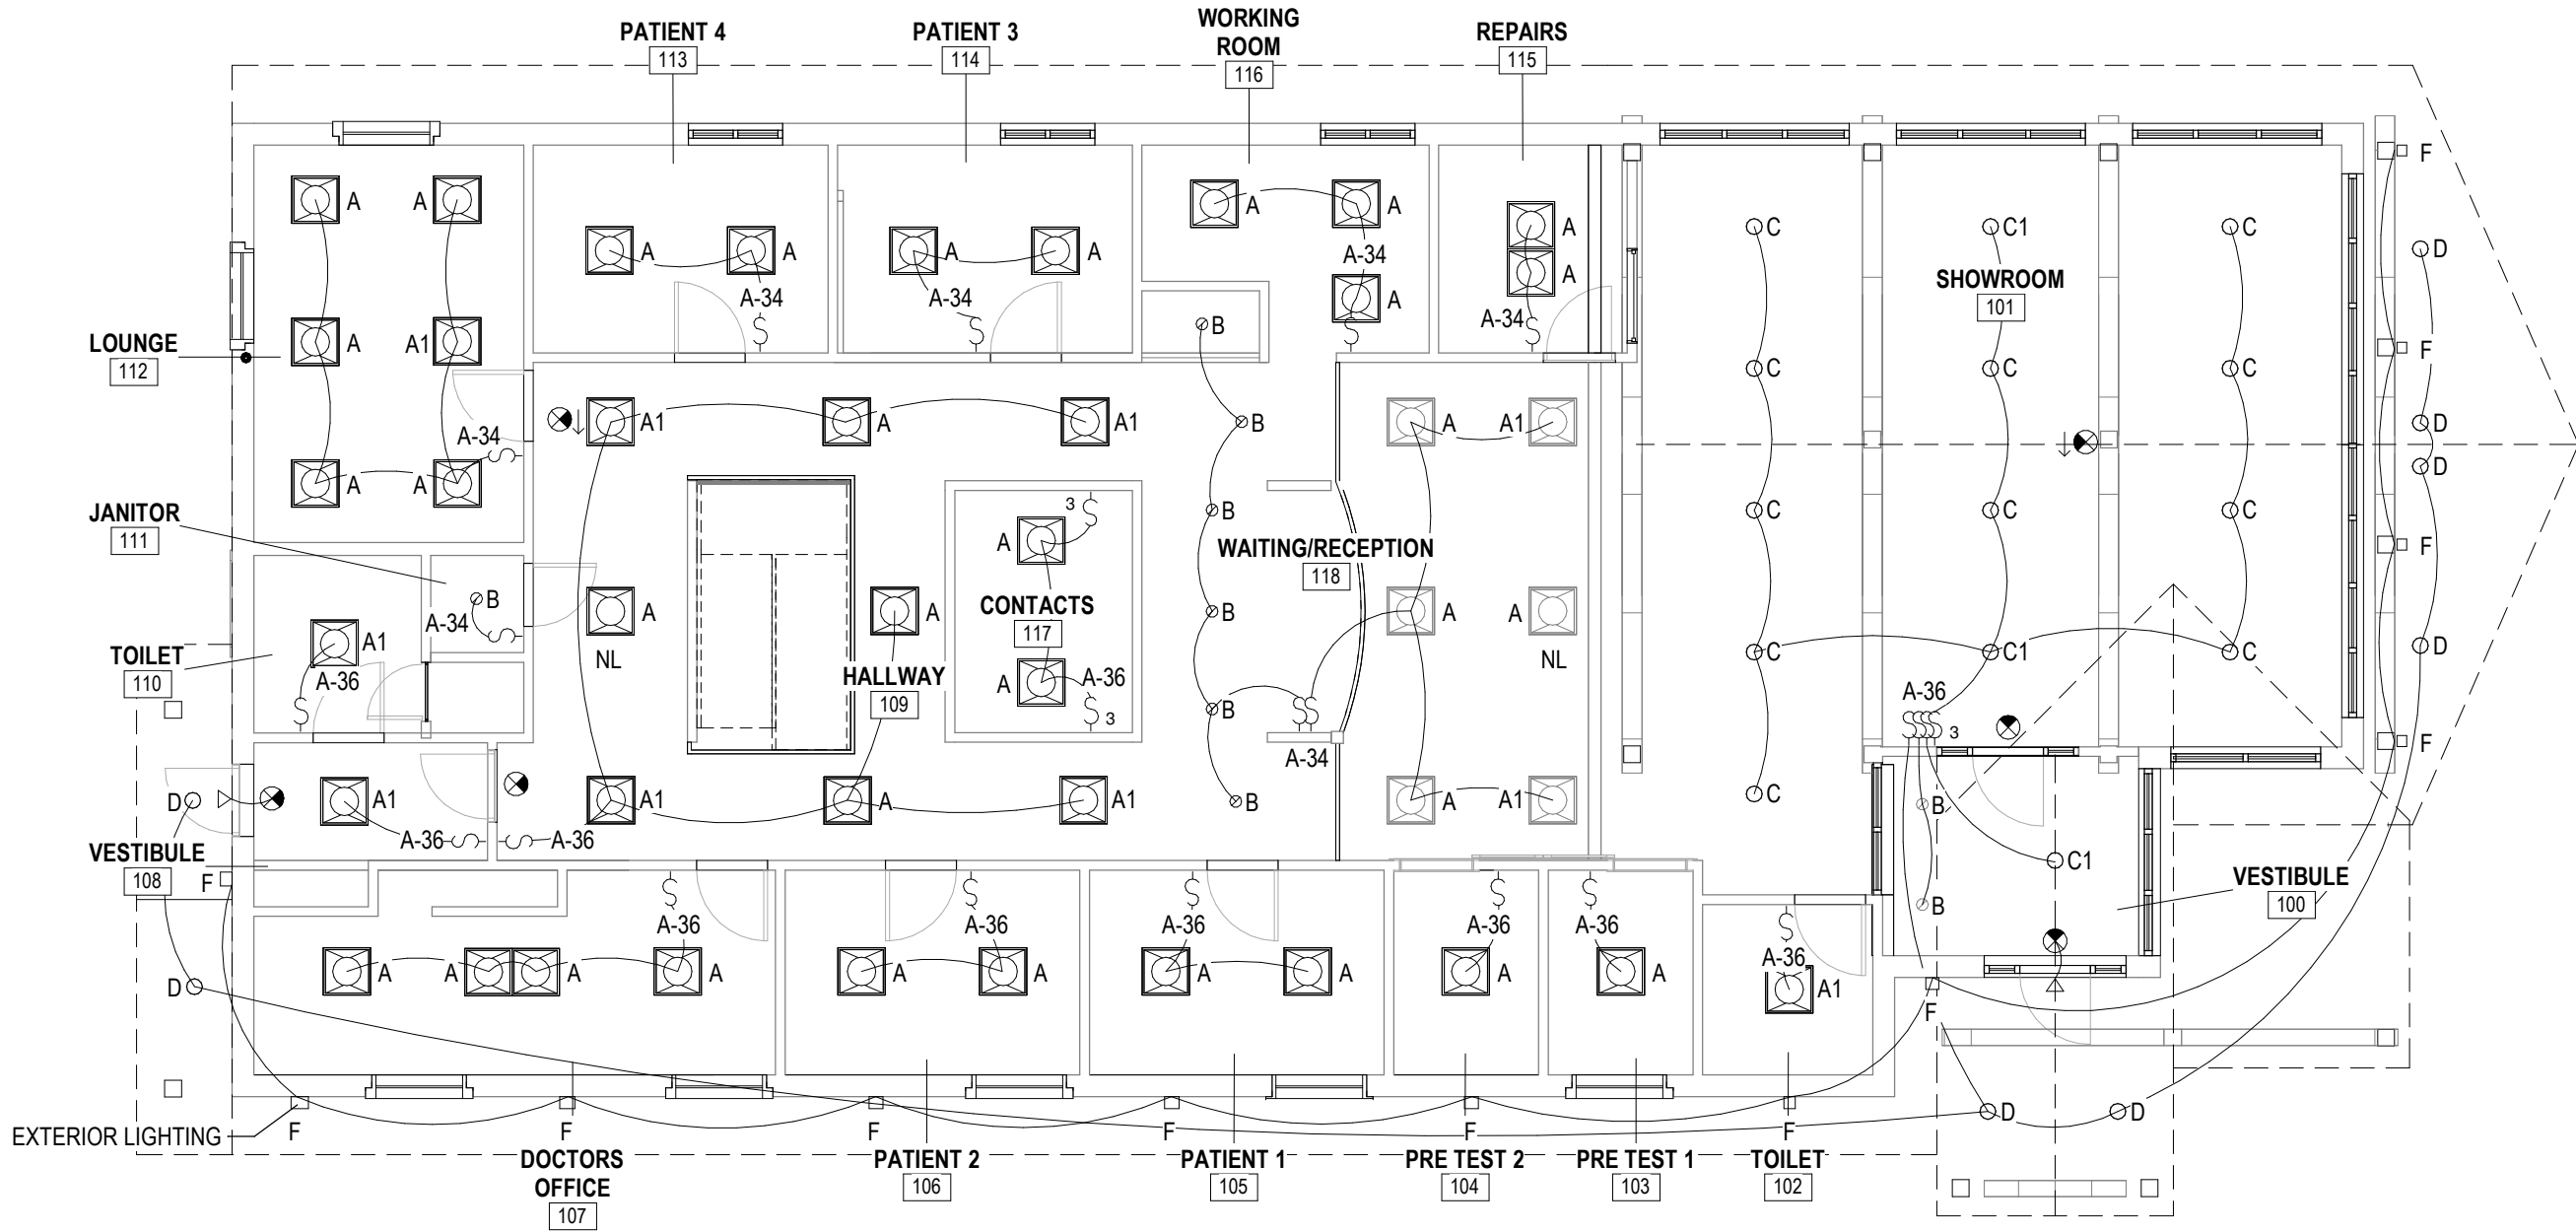 WORKING
PATIENT 4
PATIENT 3
ROOM
REPAIRS
113
114
116
115
F
A
A
A
A
A
C
C1
C
D
A
A
A
A
A
A-34
A
SHOWROOM
101
A-34
A-34
A
A-34
B
LOUNGE
112
A
A1
F
C
C
C
A1
A
A1
B
A
A1
D
A-34
D
A
A
3
B
C
C
C
JANITOR
111
A
WAITING/RECEPTION
118
F
B
A-34
A
A
CONTACTS
117
B
A
A
TOILET
110
A1
A-36
NL
HALLWAY
109
A
A-36
3
NL
C
C1
C
D
B
A-36
3
F
A-34
D
A1
A1
A
A1
B
A
A1
C
B
A-36
A-36
VESTIBULE
108
F
C1
VESTIBULE
100
B
A-36
A-36
A-36
A-36
A-36
A-36
D
A
A
A
A
A
A
A
A
A
A
A1
F
D
D
EXTERIOR LIGHTING
F
F
F
F
F
F
DOCTORS
OFFICE
107
PATIENT 2
106
PATIENT 1
105
PRE TEST 2
104
PRE TEST 1
103
TOILET
102